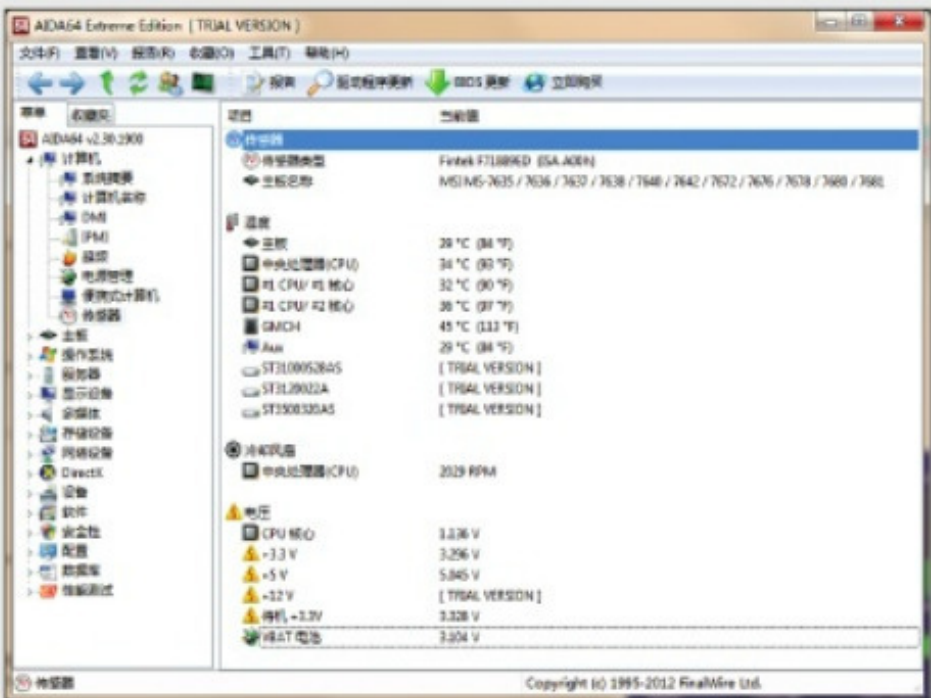 AIDA64 Extreme Edition [ TRIAL VERSION ]
文件(F) 查看(V) 报告(R) 收藏(O) 工具(T) 帮助(H)
报告 驱动程序更新 BIOS 更新 立即购买
菜单 收藏夹
AIDA64 v2.30.1900
计算机
系统摘要
计算机名称
DMI
IPMI
超频
电源管理
便携式计算机
传感器
主板
操作系统
服务器
显示设备
多媒体
存储设备
网络设备
DirectX
设备
软件
安全性
配置
数据库
性能测试
项目 当前值
传感器
传感器类型 Fintek F71889ED (ISA-A00h)
主板名称 MSI MS-7635 / 7636 / 7637 / 7638 / 7640 / 7642 / 7672 / 7676 / 7678 / 7680 / 7681
温度
主板 29 °C (84 °F)
中央处理器(CPU) 34 °C (93 °F)
#1 CPU/ #1 核心 32 °C (90 °F)
#1 CPU/ #2 核心 36 °C (97 °F)
GMCH 45 °C (113 °F)
Aux 29 °C (84 °F)
ST31000528AS [ TRIAL VERSION ]
ST3120022A [ TRIAL VERSION ]
ST3500320AS [ TRIAL VERSION ]
冷却风扇
中央处理器(CPU) 2029 RPM
电压
CPU 核心 1.136 V
+3.3 V 3.296 V
+5 V 5.045 V
+12 V [ TRIAL VERSION ]
待机 +3.3V 3.328 V
VBAT 电池 3.104 V
传感器 Copyright (c) 1995-2012 FinalWire Ltd.